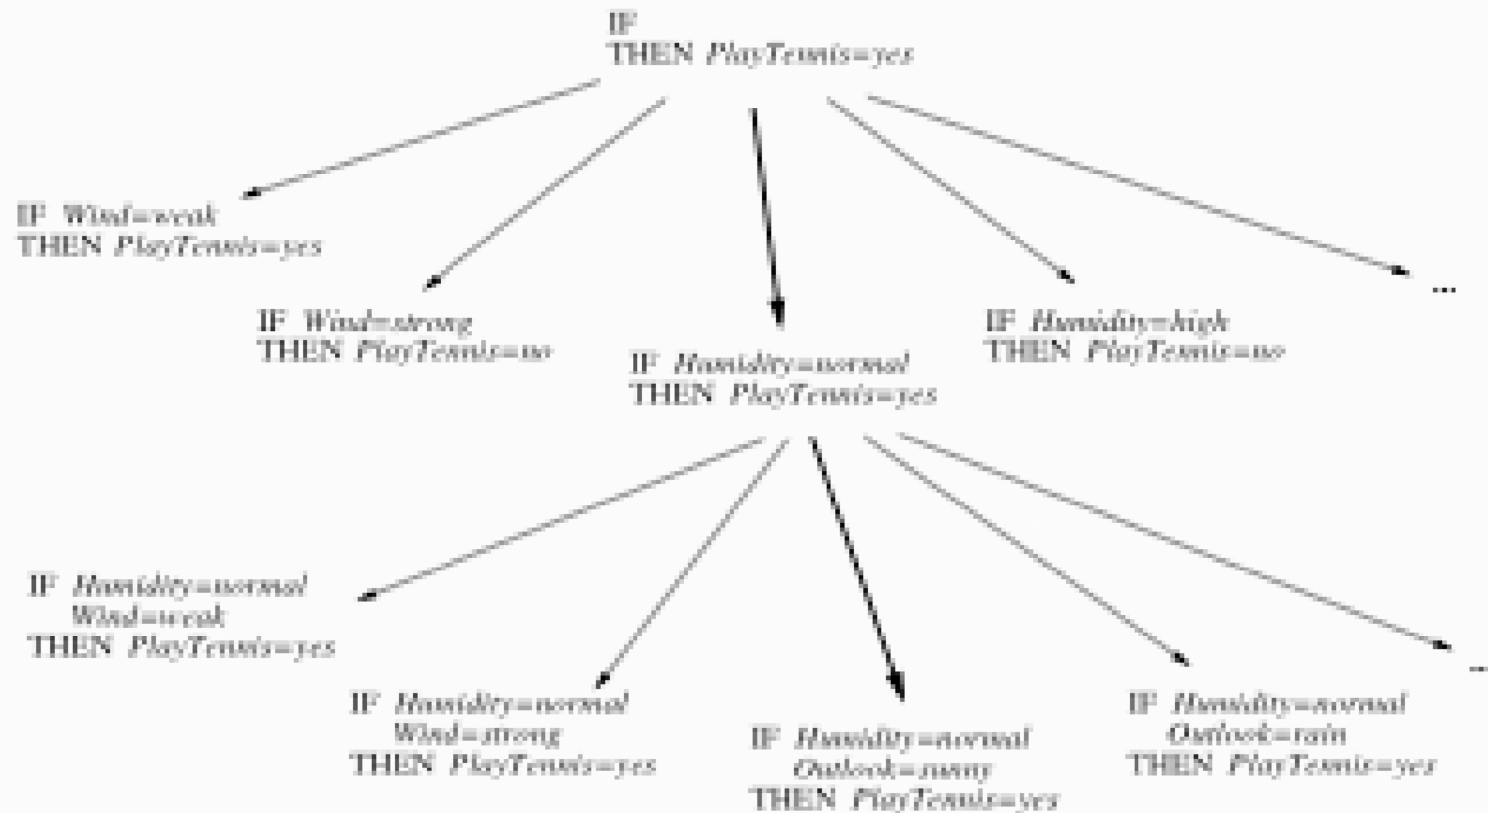 IF
THEN PlayTennis=yes
IF Wind=weak
THEN PlayTennis=yes
IF Wind=strong
THEN PlayTennis=no
IF Humidity=normal
THEN PlayTennis=yes
IF Humidity=high
THEN PlayTennis=no
...
IF Humidity=normal
Wind=weak
THEN PlayTennis=yes
IF Humidity=normal
Wind=strong
THEN PlayTennis=yes
IF Humidity=normal
Outlook=sunny
THEN PlayTennis=yes
IF Humidity=normal
Outlook=rain
THEN PlayTennis=yes
...